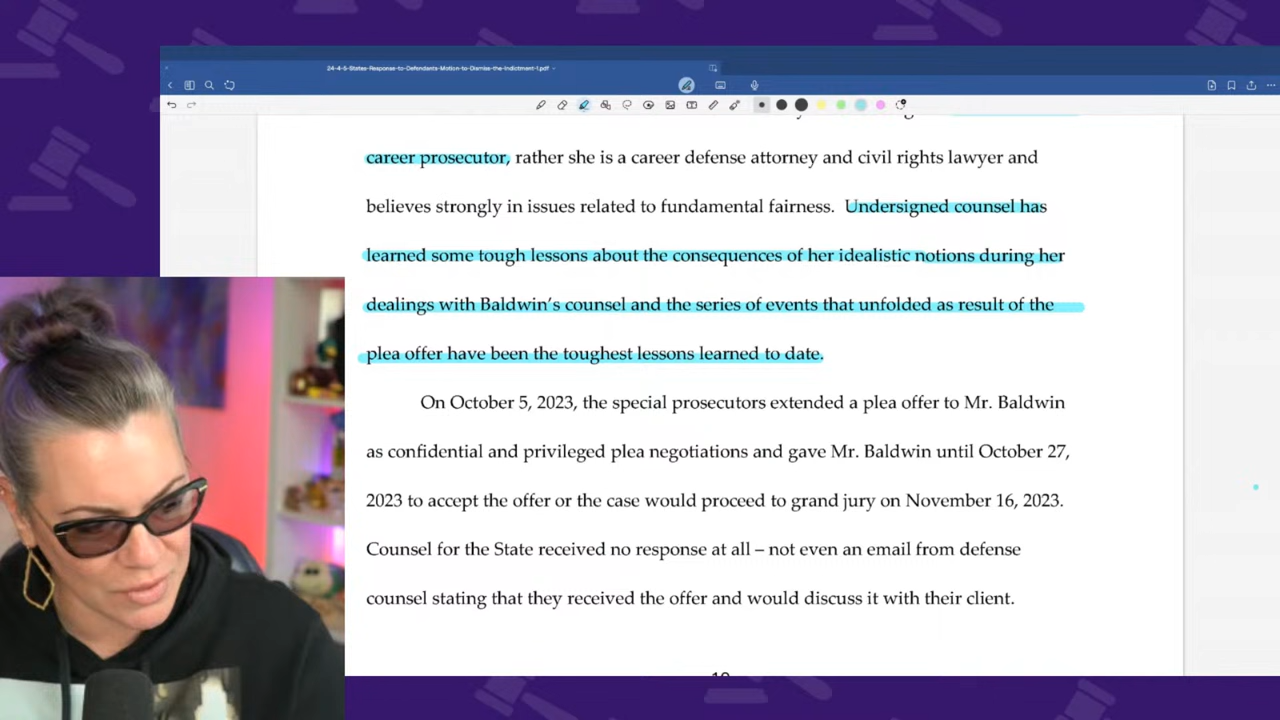 24-4-5-States-Response-to-Defendants-Motion-to-Dismiss-the-Indictment-1.pdf
career prosecutor, rather she is a career defense attorney and civil rights lawyer and
believes strongly in issues related to fundamental fairness. Undersigned counsel has
learned some tough lessons about the consequences of her idealistic notions during her
dealings with Baldwin's counsel and the series of events that unfolded as result of the
plea offer have been the toughest lessons learned to date.
On October 5, 2023, the special prosecutors extended a plea offer to Mr. Baldwin
as confidential and privileged plea negotiations and gave Mr. Baldwin until October 27,
2023 to accept the offer or the case would proceed to grand jury on November 16, 2023.
Counsel for the State received no response at all – not even an email from defense
counsel stating that they received the offer and would discuss it with their client.